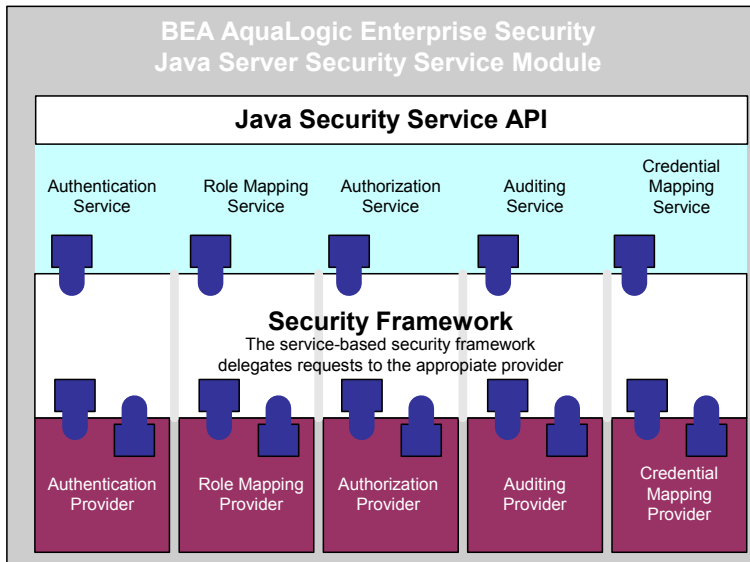 BEA AquaLogic Enterprise Security
Java Server Security Service Module
Java Security Service API
Authentication
Service
Role Mapping
Service
Authorization
Service
Auditing
Service
Credential
Mapping
Service
Security Framework
The service-based security framework
delegates requests to the appropiate provider
Authentication
Provider
Role Mapping
Provider
Authorization
Provider
Auditing
Provider
Credential
Mapping
Provider